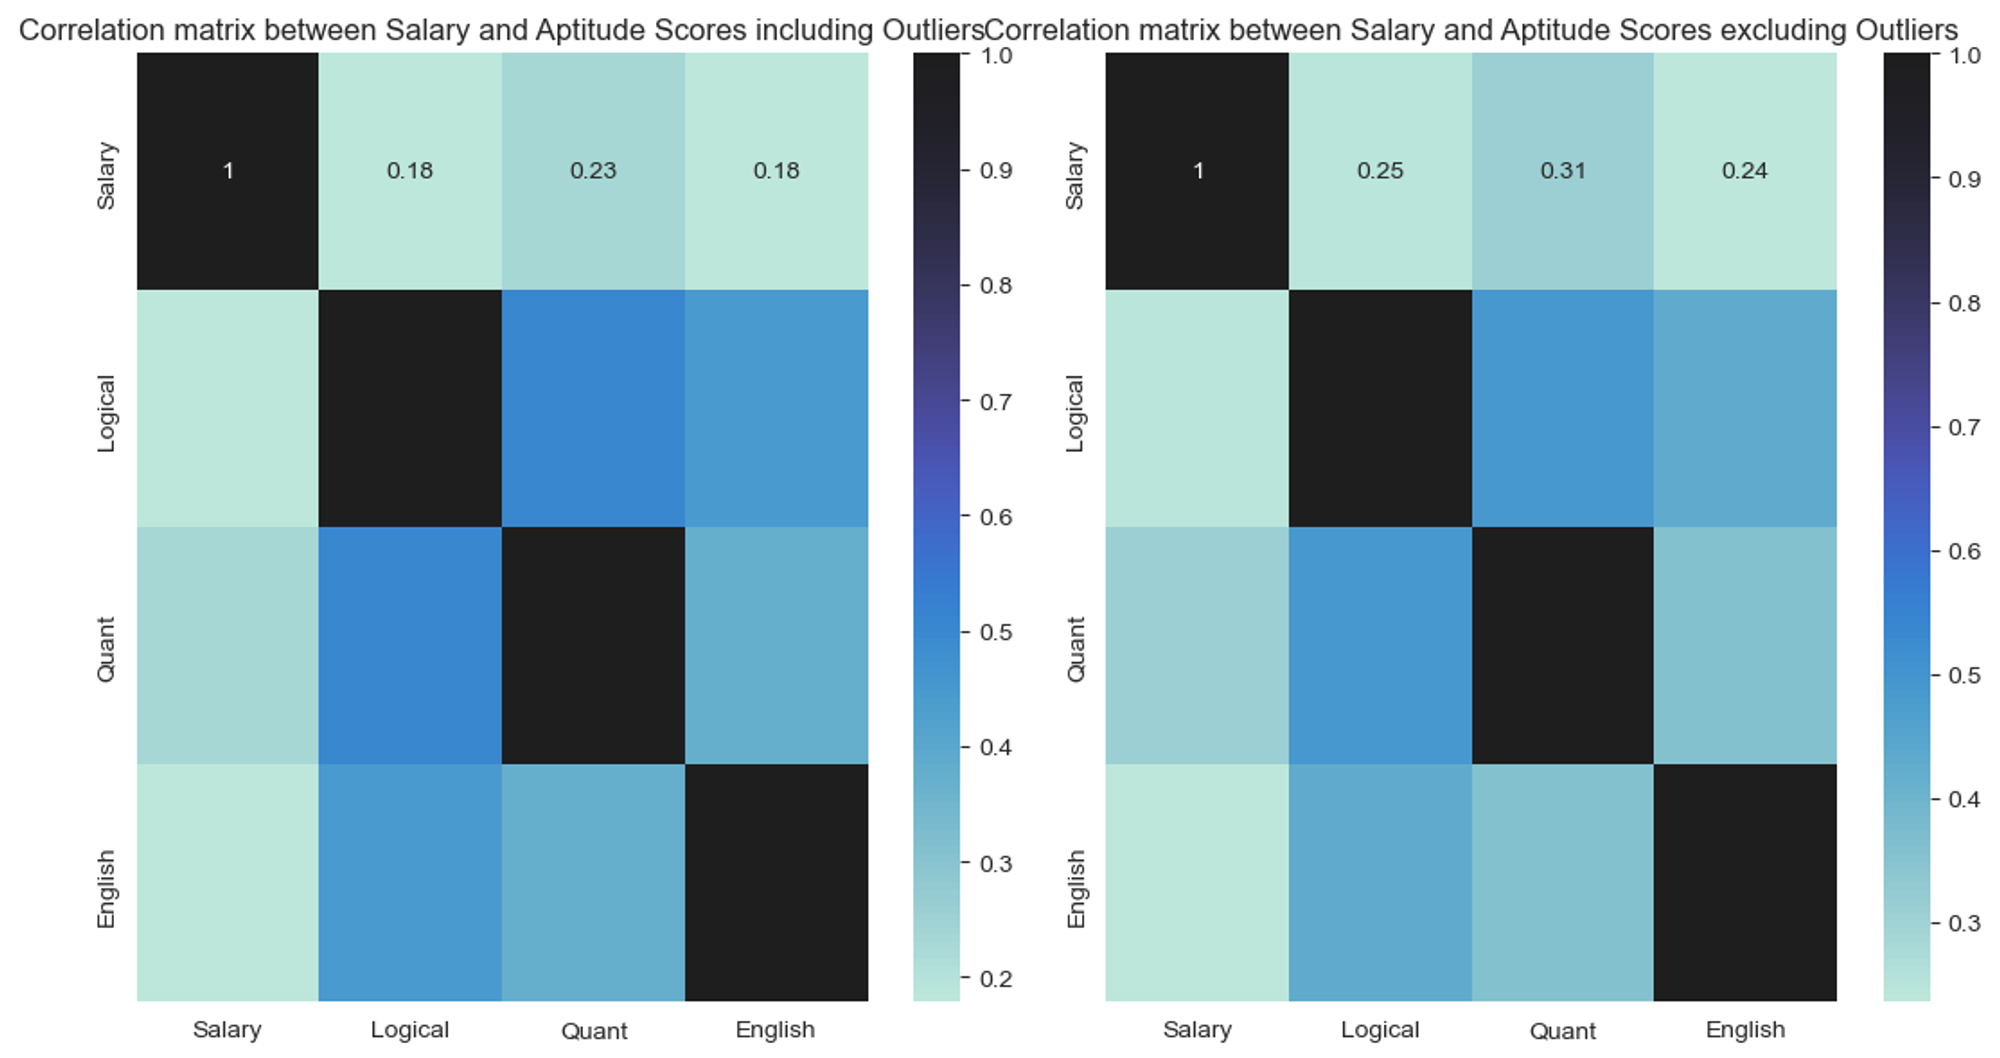 Correlation matrix between Salary and Aptitude Scores including Outliers
1.0
Salary
1
0.18
0.23
0.18
0.9
0.8
Logical
0.7
0.6
Quant
0.5
0.4
English
0.3
0.2
Salary
Logical
Quant
English
Correlation matrix between Salary and Aptitude Scores excluding Outliers
1.0
Salary
1
0.25
0.31
0.24
0.9
0.8
Logical
0.7
0.6
Quant
0.5
0.4
English
0.3
Salary
Logical
Quant
English